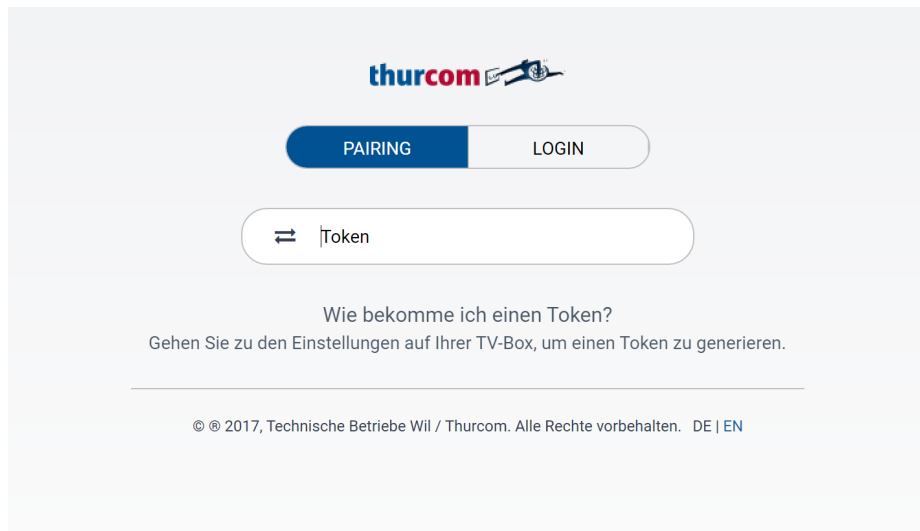 thurcom
PAIRING LOGIN
Token
Wie bekomme ich einen Token?
Gehen Sie zu den Einstellungen auf Ihrer TV-Box, um einen Token zu generieren.
© ® 2017, Technische Betriebe Wil / Thurcom. Alle Rechte vorbehalten. DE | EN